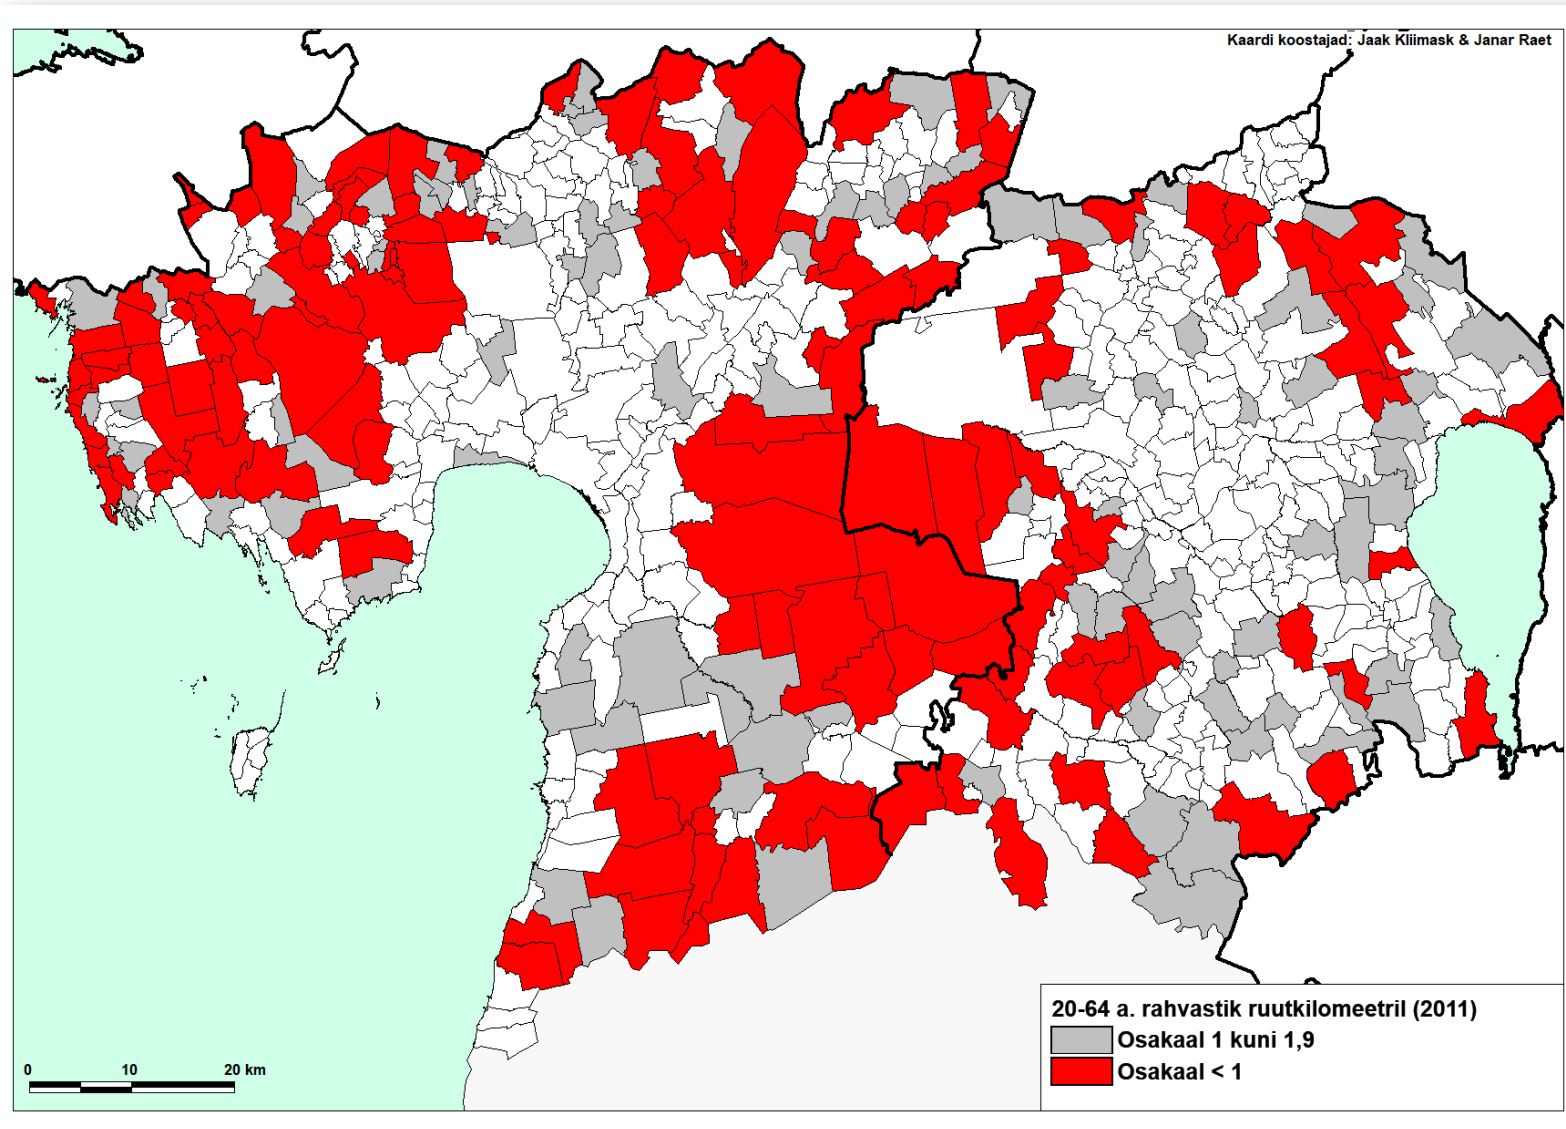 Kaardi koostajad: Jaak Kliimask & Janar Raet
20-64 a. rahvastik ruutkilomeetril (2011)
Osakaal 1 kuni 1,9
Osakaal < 1
0 10 20 km